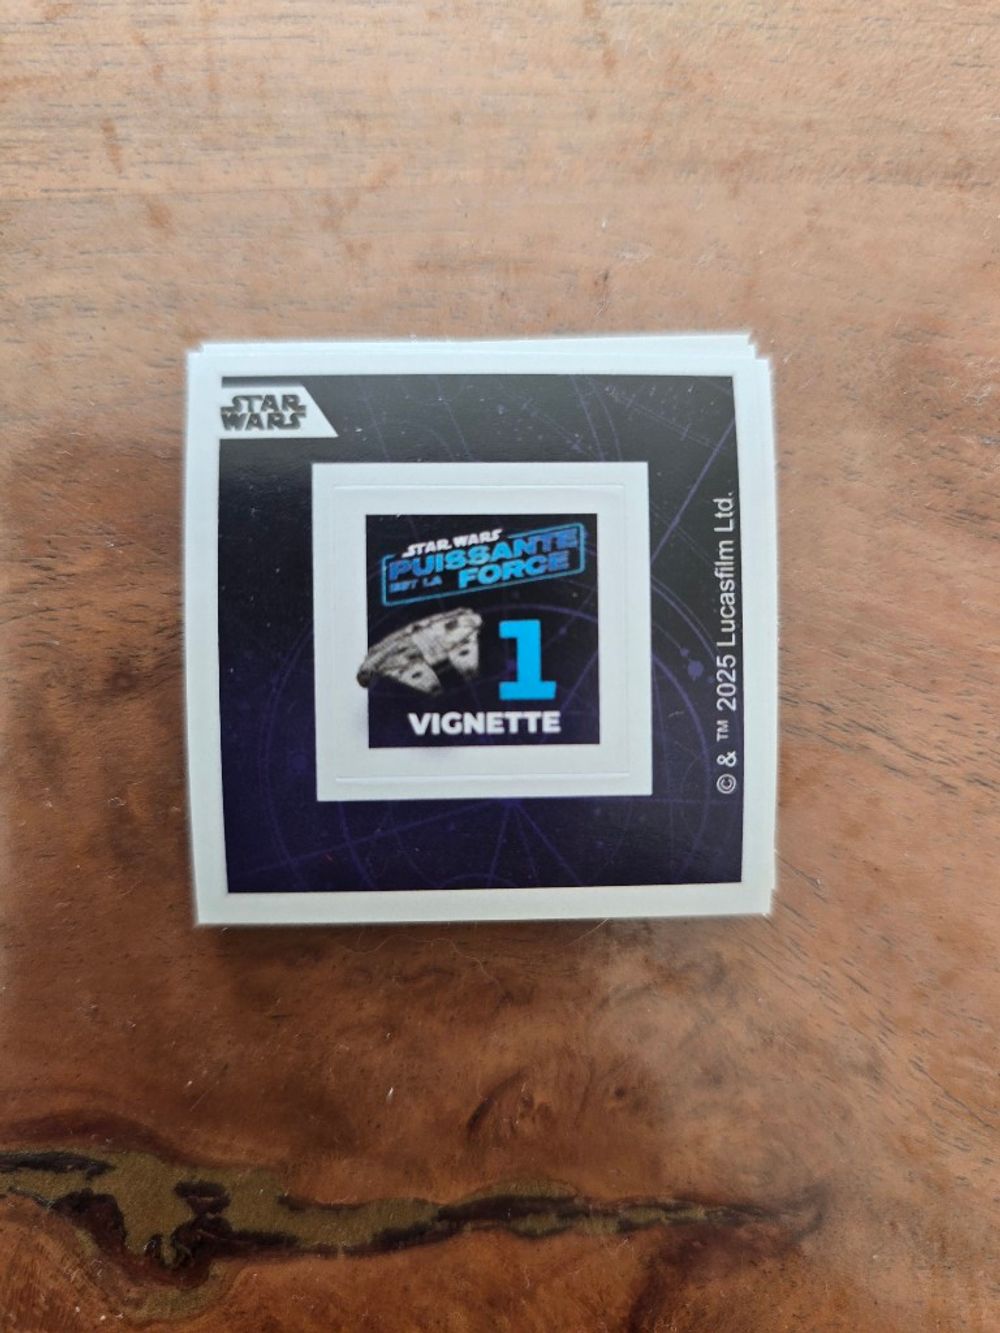 STAR
WARS
STAR WARS
PUISSANTE
EST LA FORCE
1
VIGNETTE
© & ™ 2025 Lucasfilm Ltd.